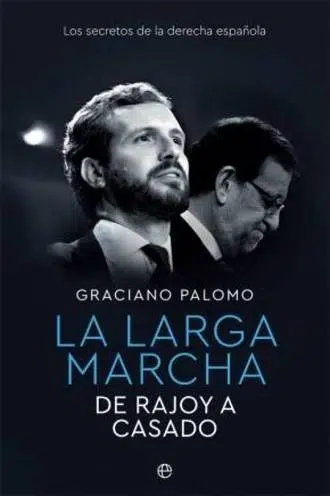 Los secretos de la derecha española
GRACIANO PALOMO
LA LARGA
MARCHA
DE RAJOY A
CASADO